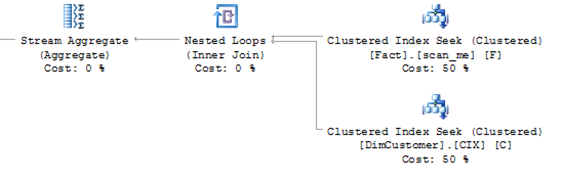 Stream Aggregate
(Aggregate)
Cost: 0 %
Nested Loops
(Inner Join)
Cost: 0 %
Clustered Index Seek (Clustered)
[Fact].[scan_me] [F]
Cost: 50 %
Clustered Index Seek (Clustered)
[DimCustomer].[CIX] [C]
Cost: 50 %